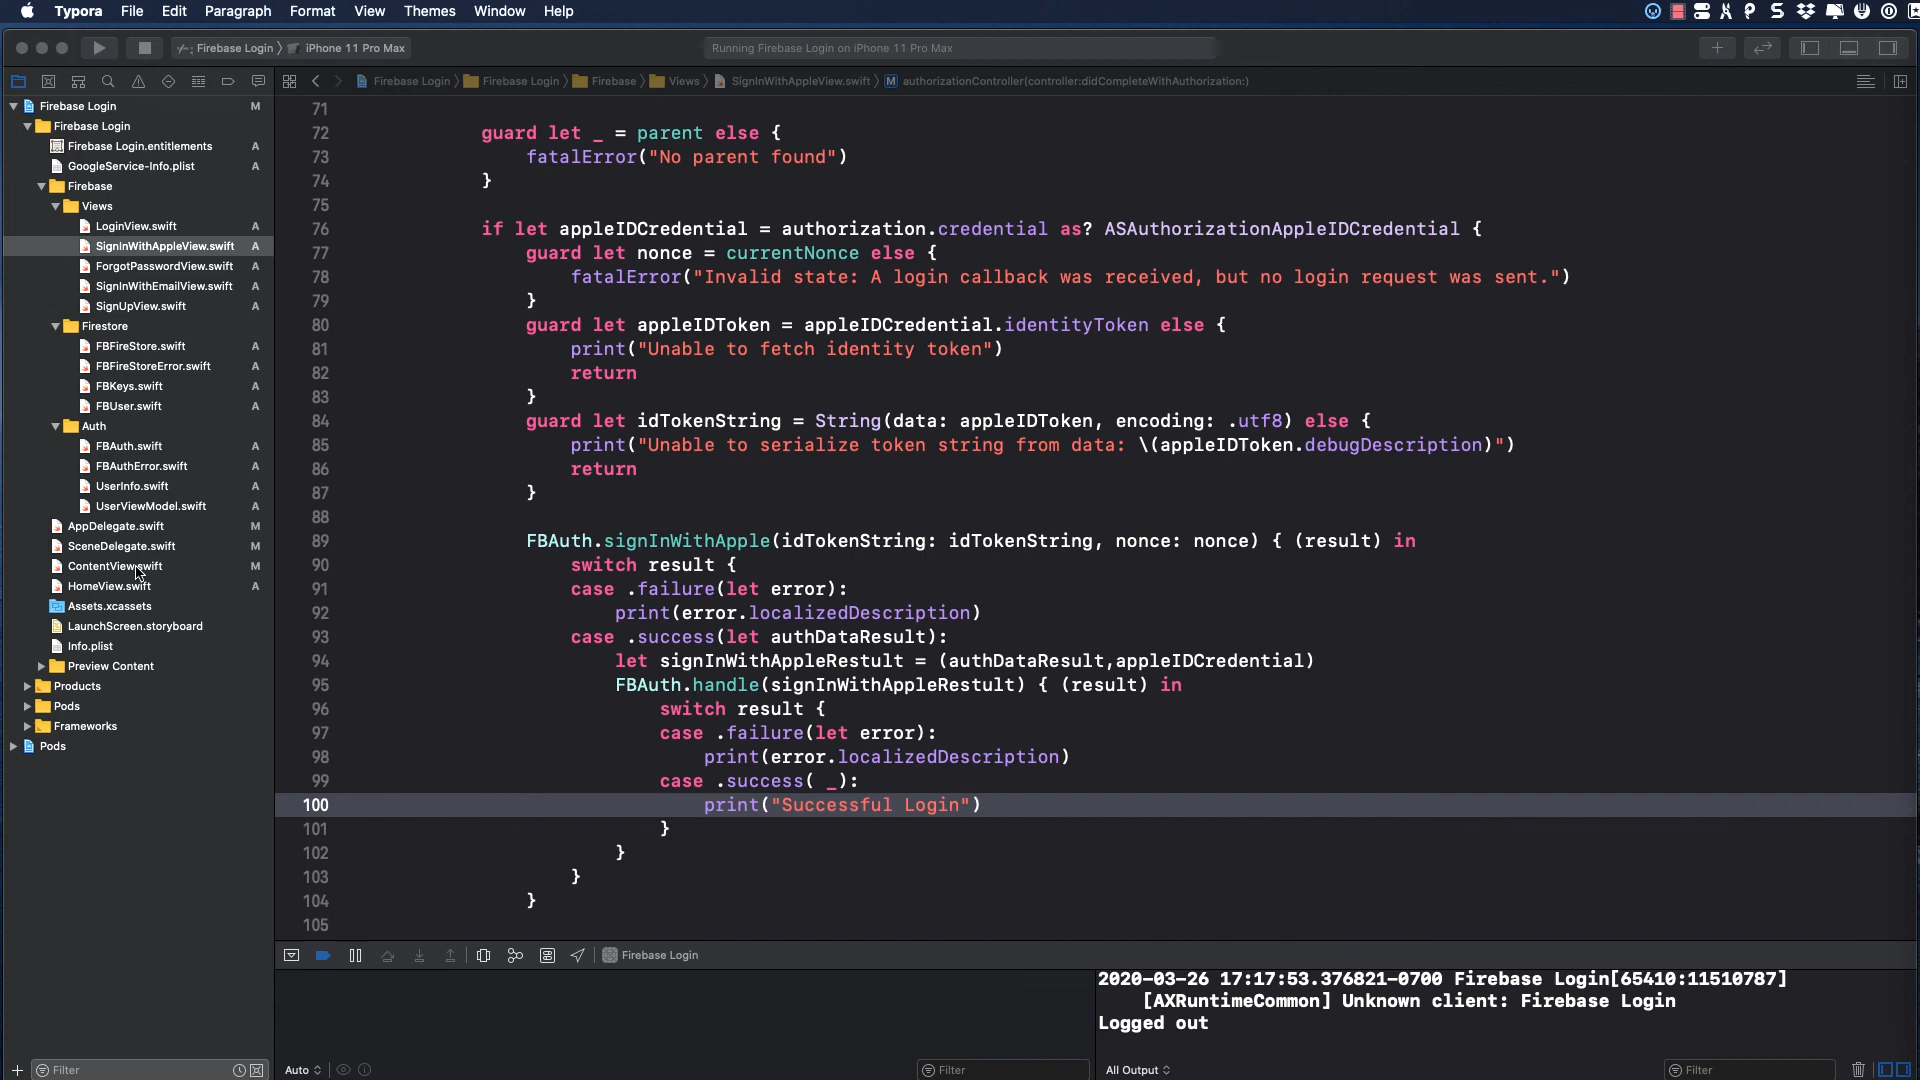 Typora File Edit Paragraph Format View Themes Window Help
Firebase Login iPhone 11 Pro Max
Running Firebase Login on iPhone 11 Pro Max
Firebase Login Firebase Login Firebase Views SignInWithAppleView.swift M authorizationController(controller:didCompleteWithAuthorization:)
Firebase Login M
Firebase Login
Firebase Login.entitlements A
GoogleService-Info.plist A
Firebase
Views
LoginView.swift A
SignInWithAppleView.swift A
ForgotPasswordView.swift A
SignInWithEmailView.swift A
SignUpView.swift A
Firestore
FBFireStore.swift A
FBFireStoreError.swift A
FBKeys.swift A
FBUser.swift A
Auth
FBAuth.swift A
FBAuthError.swift A
UserInfo.swift A
UserViewModel.swift A
AppDelegate.swift M
SceneDelegate.swift M
ContentView.swift M
HomeView.swift A
Assets.xcassets
LaunchScreen.storyboard
Info.plist
Preview Content
Products
Pods
Frameworks
Pods
Filter
71
72 guard let _ = parent else {
73 fatalError("No parent found")
74 }
75
76 if let appleIDCredential = authorization.credential as? ASAuthorizationAppleIDCredential {
77 guard let nonce = currentNonce else {
78 fatalError("Invalid state: A login callback was received, but no login request was sent.")
79 }
80 guard let appleIDToken = appleIDCredential.identityToken else {
81 print("Unable to fetch identity token")
82 return
83 }
84 guard let idTokenString = String(data: appleIDToken, encoding: .utf8) else {
85 print("Unable to serialize token string from data: \(appleIDToken.debugDescription)")
86 return
87 }
88
89 FBAuth.signInWithApple(idTokenString: idTokenString, nonce: nonce) { (result) in
90 switch result {
91 case .failure(let error):
92 print(error.localizedDescription)
93 case .success(let authDataResult):
94 let signInWithAppleRestult = (authDataResult,appleIDCredential)
95 FBAuth.handle(signInWithAppleRestult) { (result) in
96 switch result {
97 case .failure(let error):
98 print(error.localizedDescription)
99 case .success( _):
100 print("Successful Login")
101 }
102 }
103 }
104 }
105
Firebase Login
2020-03-26 17:17:53.376821-0700 Firebase Login[65410:11510787]
[AXRuntimeCommon] Unknown client: Firebase Login
Logged out
Auto Filter All Output Filter